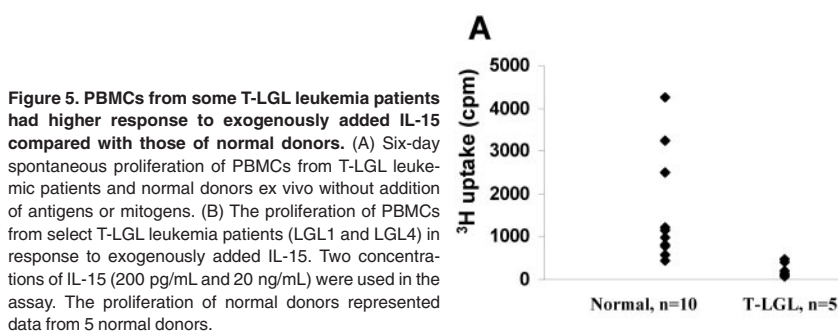 Figure 5. PBMCs from some T-LGL leukemia patients
had higher response to exogenously added IL-15
compared with those of normal donors. (A) Six-day
spontaneous proliferation of PBMCs from T-LGL leuke-
mic patients and normal donors ex vivo without addition
of antigens or mitogens. (B) The proliferation of PBMCs
from select T-LGL leukemia patients (LGL1 and LGL4) in
response to exogenously added IL-15. Two concentra-
tions of IL-15 (200 pg/mL and 20 ng/mL) were used in the
assay. The proliferation of normal donors represented
data from 5 normal donors.
A
³H uptake (cpm)
5000
4000
3000
2000
1000
0
Normal, n=10 T-LGL, n=5